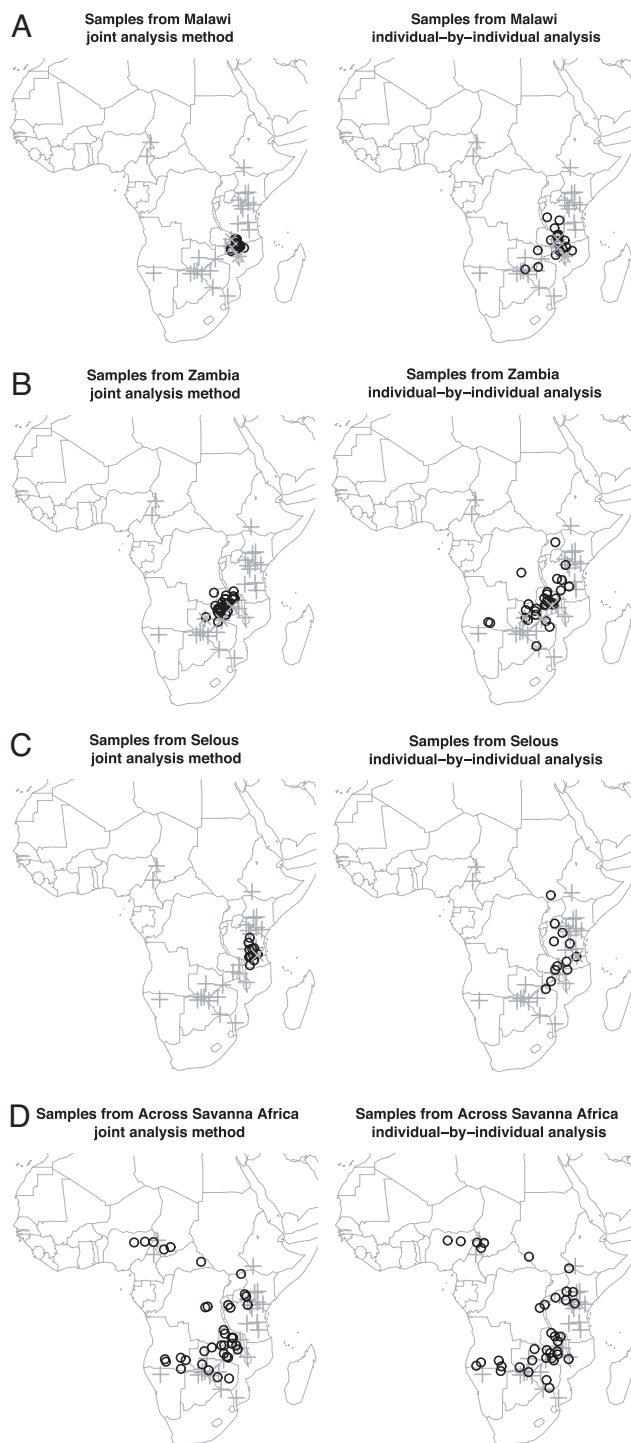 A
Samples from Malawi
joint analysis method
Samples from Malawi
individual–by–individual analysis
B
Samples from Zambia
joint analysis method
Samples from Zambia
individual–by–individual analysis
C
Samples from Selous
joint analysis method
Samples from Selous
individual–by–individual analysis
D
Samples from Across Savanna Africa
joint analysis method
Samples from Across Savanna Africa
individual–by–individual analysis